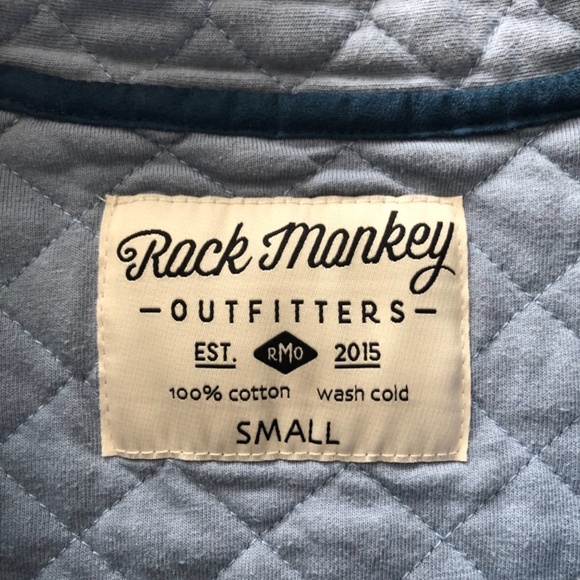 Rack Monkey
— OUTFITTERS —
EST. RMO 2015
100% cotton wash cold
SMALL